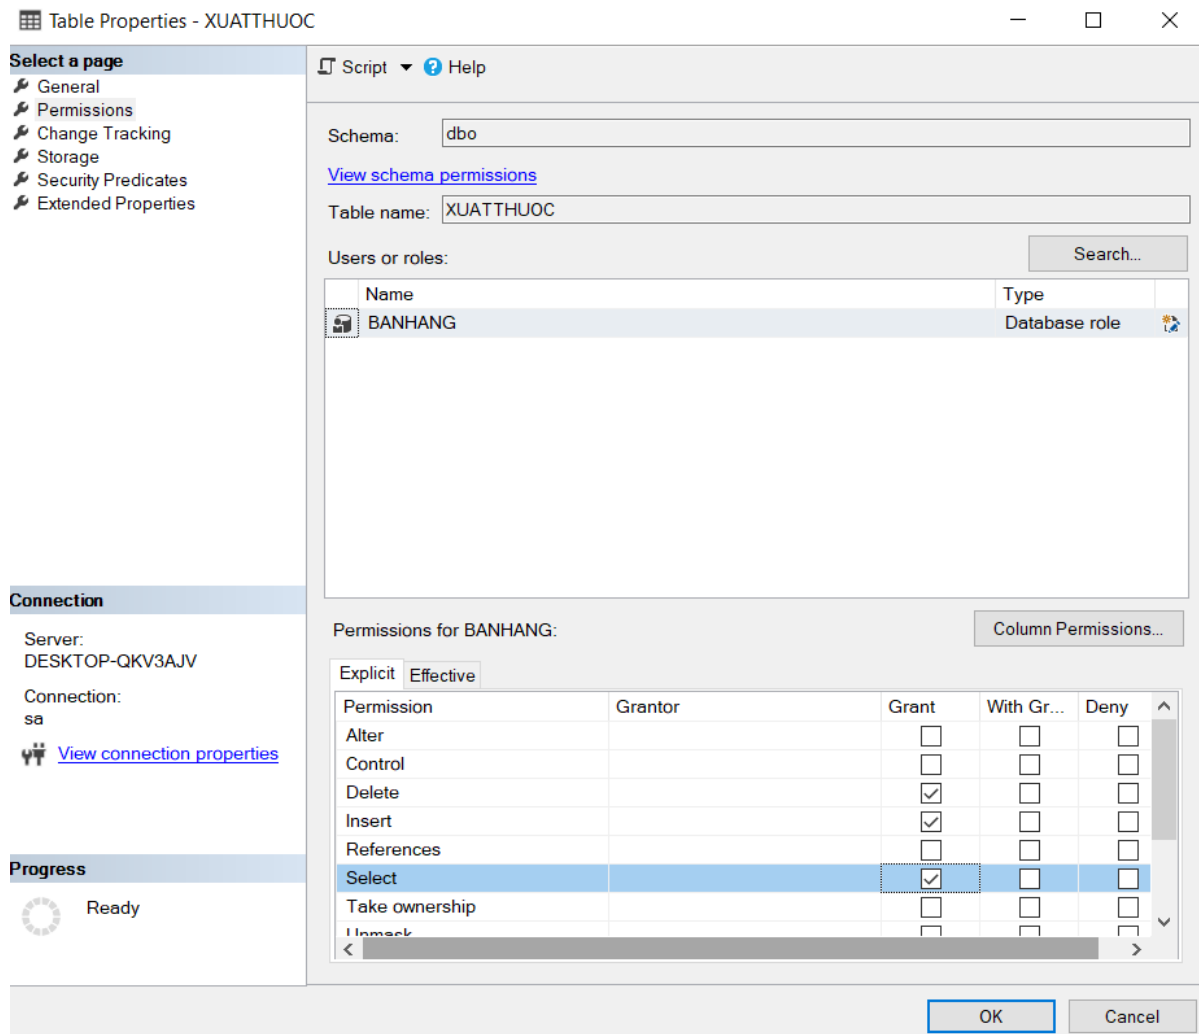 Table Properties - XUATTHUOC
Select a page
General
Permissions
Change Tracking
Storage
Security Predicates
Extended Properties
Script
Help
Schema:
dbo
View schema permissions
Table name:
XUATTHUOC
Users or roles:
Search...
Name Type
BANHANG Database role
Connection
Server:
DESKTOP-QKV3AJV
Connection:
sa
View connection properties
Progress
Ready
Permissions for BANHANG:
Column Permissions...
Explicit Effective
Permission Grantor Grant With Gr... Deny
Alter
Control
Delete
Insert
References
Select
Take ownership
Unmask
OK
Cancel